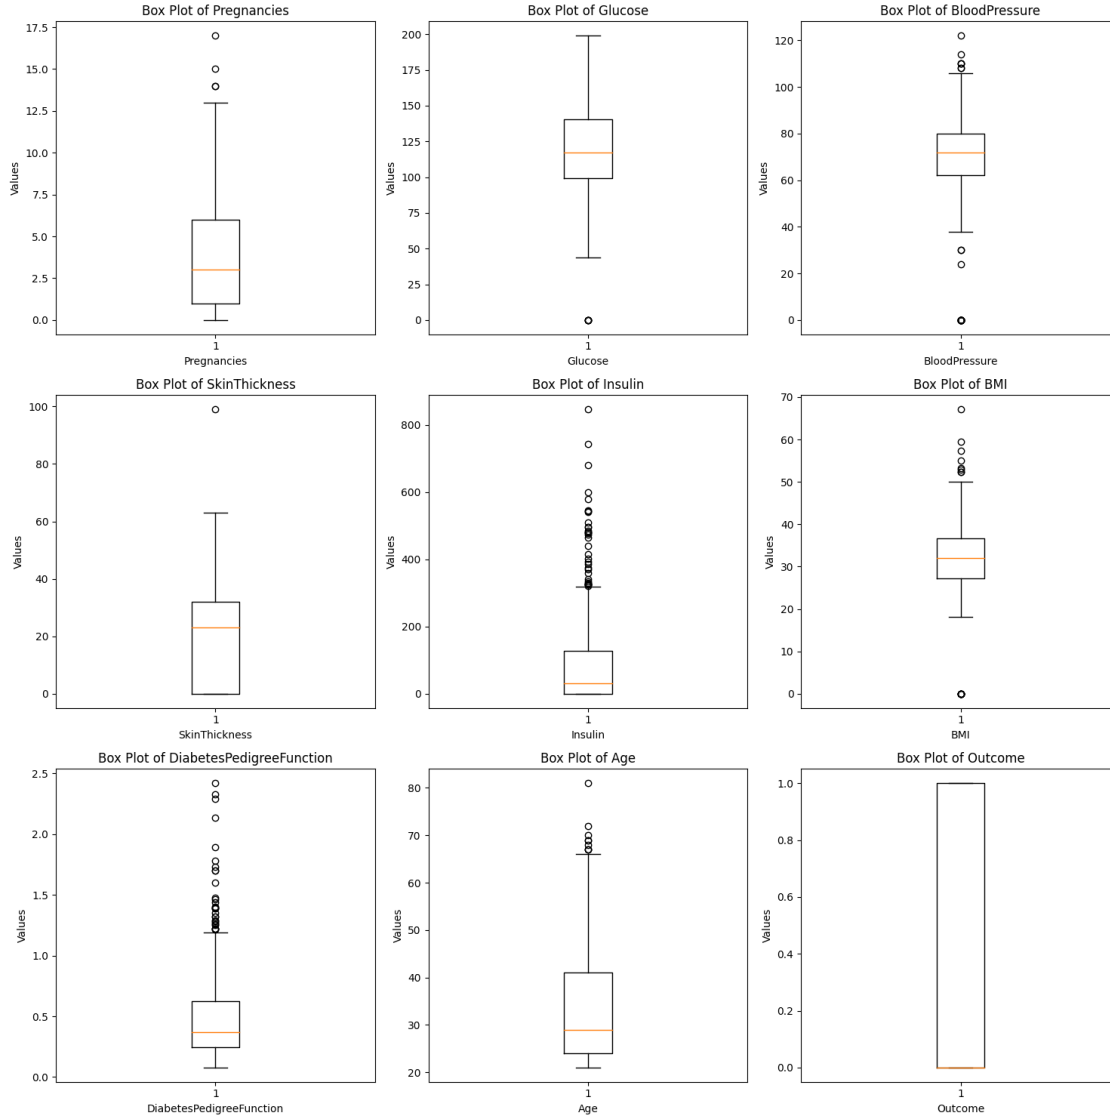 Box Plot of Pregnancies
17.5
15.0
12.5
10.0
7.5
5.0
2.5
0.0
Values
1
Pregnancies
Box Plot of Glucose
200
175
150
125
100
75
50
25
0
Values
1
Glucose
Box Plot of BloodPressure
120
100
80
60
40
20
0
Values
1
BloodPressure
Box Plot of SkinThickness
100
80
60
40
20
0
Values
1
SkinThickness
Box Plot of Insulin
800
600
400
200
0
Values
1
Insulin
Box Plot of BMI
70
60
50
40
30
20
10
0
Values
1
BMI
Box Plot of DiabetesPedigreeFunction
2.5
2.0
1.5
1.0
0.5
0.0
Values
1
DiabetesPedigreeFunction
Box Plot of Age
80
70
60
50
40
30
20
Values
1
Age
Box Plot of Outcome
1.0
0.8
0.6
0.4
0.2
0.0
Values
1
Outcome